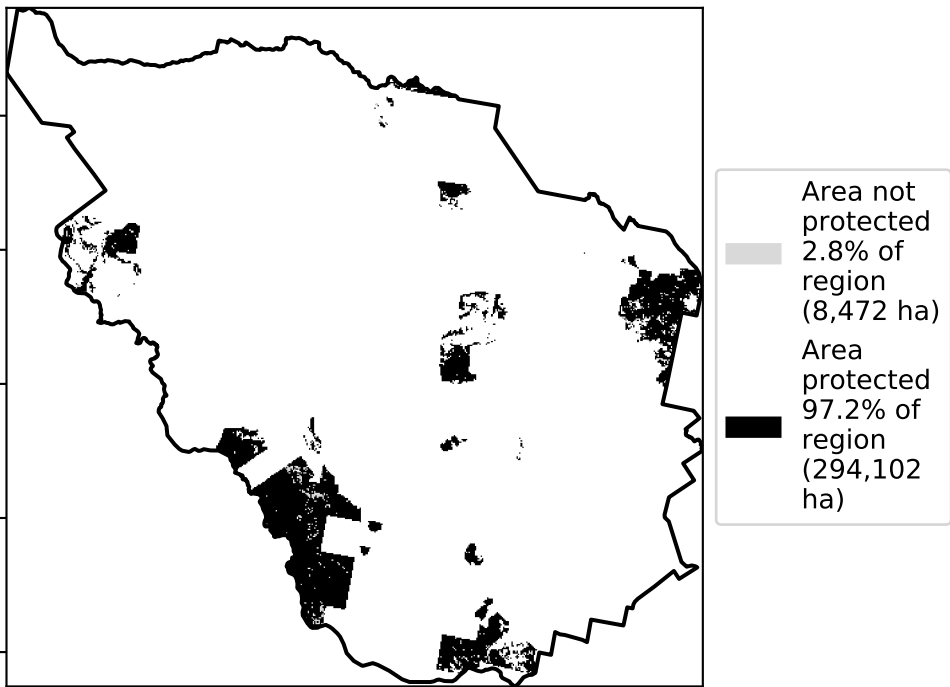 Area not
protected
2.8% of
region
(8,472 ha)
Area
protected
97.2% of
region
(294,102
ha)